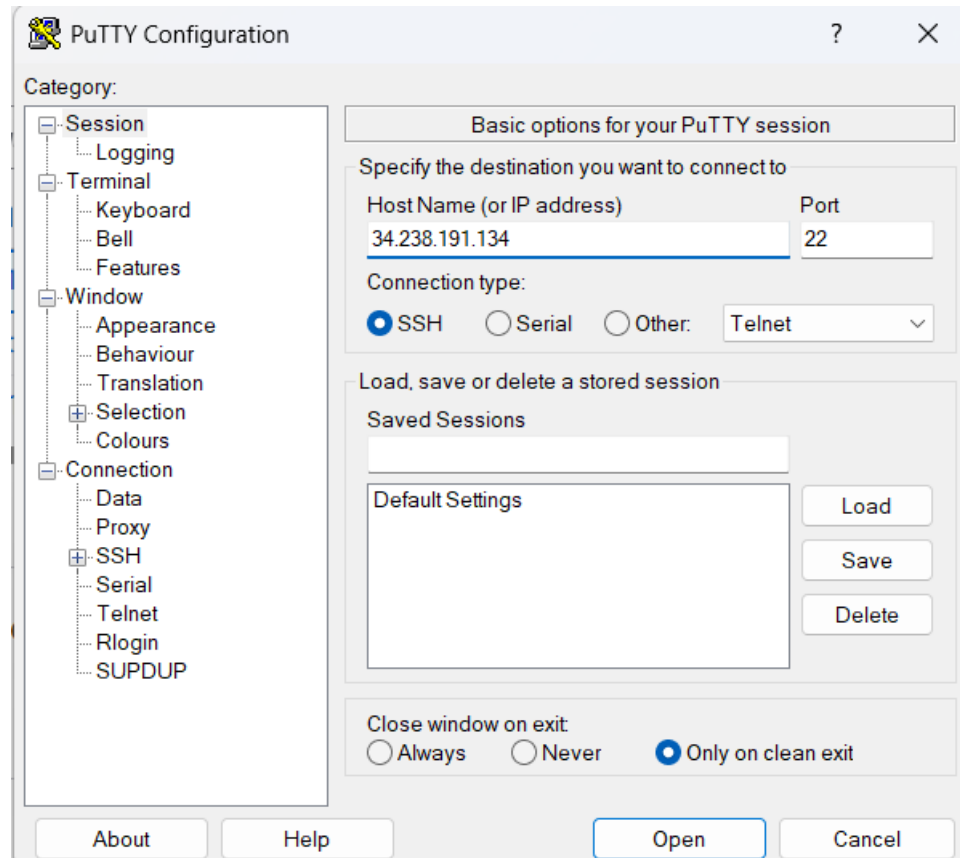 PuTTY Configuration
?
Category:
Session
Logging
Terminal
Keyboard
Bell
Features
Window
Appearance
Behaviour
Translation
Selection
Colours
Connection
Data
Proxy
SSH
Serial
Telnet
Rlogin
SUPDUP
Basic options for your PuTTY session
Specify the destination you want to connect to
Host Name (or IP address) Port
34.238.191.134 22
Connection type:
SSH Serial Other: Telnet
Load, save or delete a stored session
Saved Sessions
Default Settings
Load
Save
Delete
Close window on exit:
Always Never Only on clean exit
About Help Open Cancel